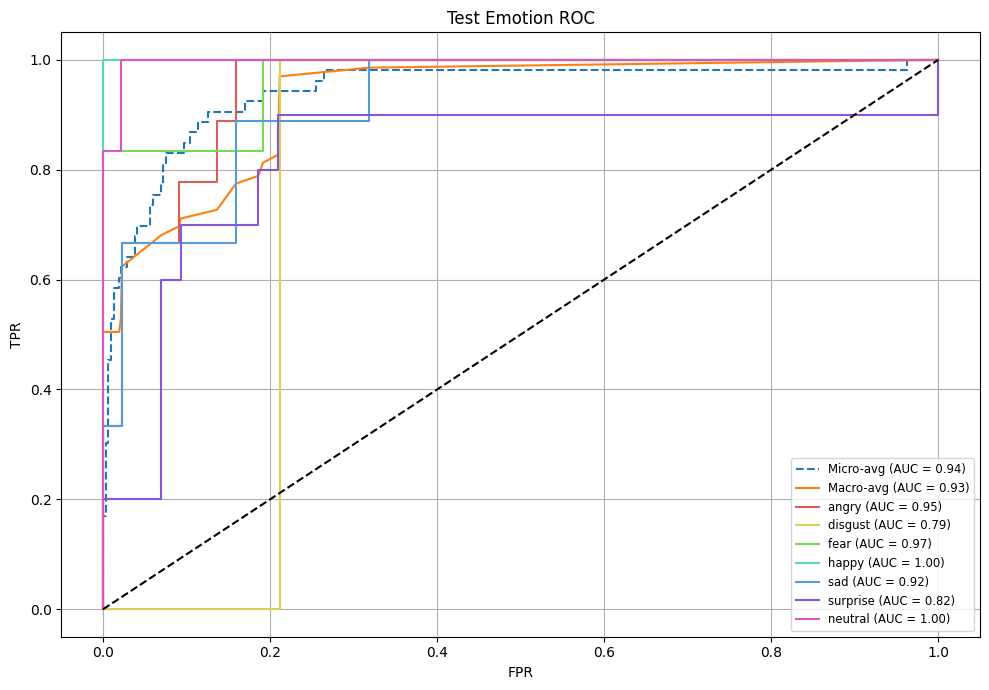 Test Emotion ROC
1.0
0.8
0.6
0.4
0.2
0.0
TPR
0.0
0.2
0.4
0.6
0.8
1.0
FPR
Micro-avg (AUC = 0.94)
Macro-avg (AUC = 0.93)
angry (AUC = 0.95)
disgust (AUC = 0.79)
fear (AUC = 0.97)
happy (AUC = 1.00)
sad (AUC = 0.92)
surprise (AUC = 0.82)
neutral (AUC = 1.00)